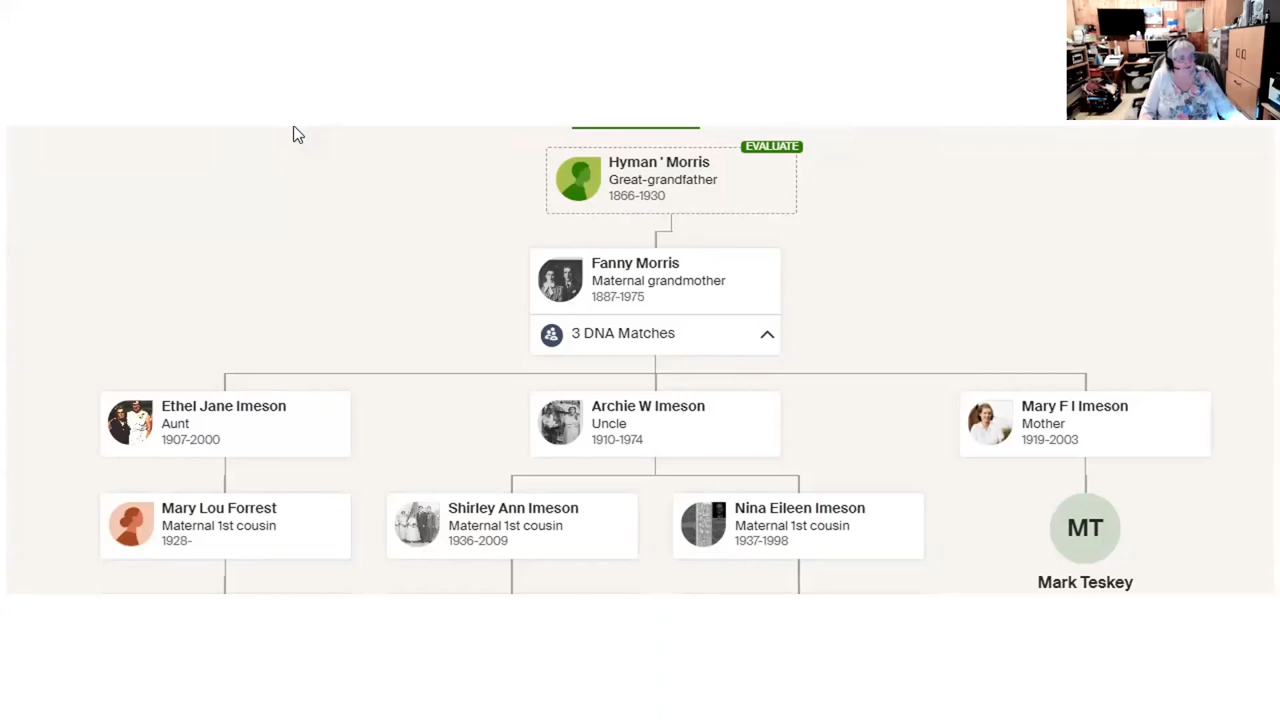 EVALUATE
Hyman ' Morris
Great-grandfather
1866-1930
Fanny Morris
Maternal grandmother
1887-1975
3 DNA Matches
Ethel Jane Imeson
Aunt
1907-2000
Archie W Imeson
Uncle
1910-1974
Mary F I Imeson
Mother
1919-2003
Mary Lou Forrest
Maternal 1st cousin
1928-
Shirley Ann Imeson
Maternal 1st cousin
1936-2009
Nina Eileen Imeson
Maternal 1st cousin
1937-1998
MT
Mark Teskey